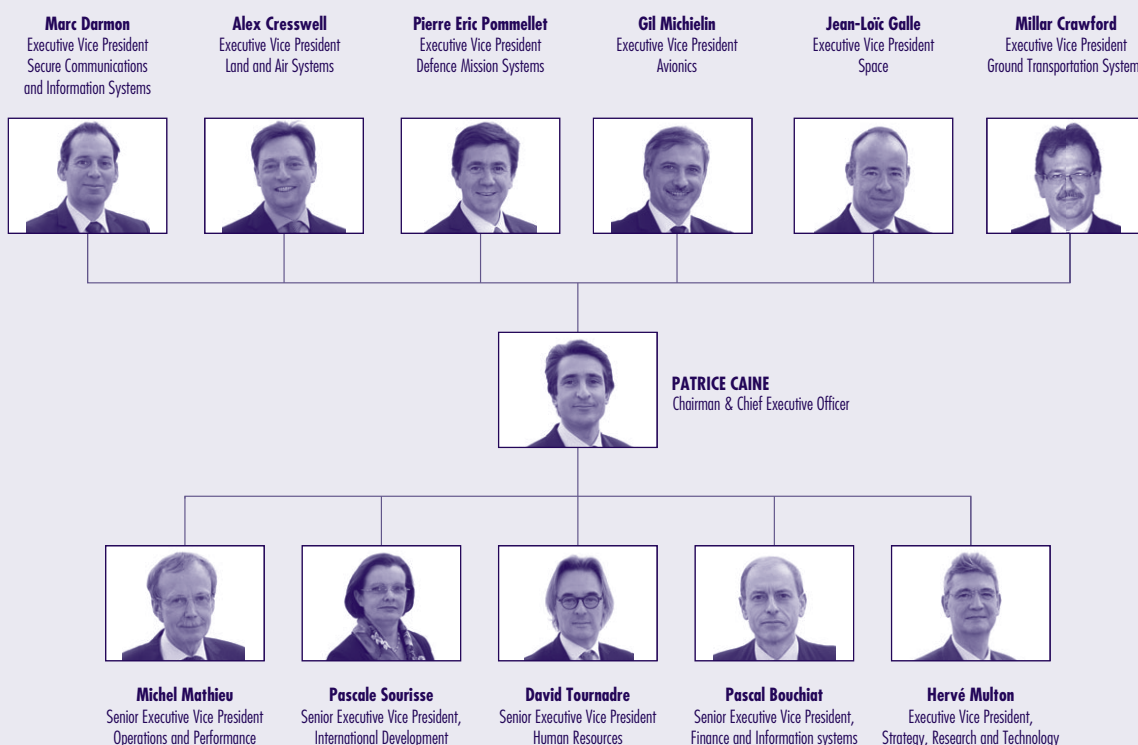 Marc Darmon
Executive Vice President
Secure Communications
and Information Systems
Alex Cresswell
Executive Vice President
Land and Air Systems
Pierre Eric Pommellet
Executive Vice President
Defence Mission Systems
Gil Michielin
Executive Vice President
Avionics
Jean-Loïc Galle
Executive Vice President
Space
Millar Crawford
Executive Vice President
Ground Transportation System
PATRICE CAINE
Chairman & Chief Executive Officer
Michel Mathieu
Senior Executive Vice President
Operations and Performance
Pascale Sourisse
Senior Executive Vice President,
International Development
David Tournadre
Senior Executive Vice President
Human Resources
Pascal Bouchiat
Senior Executive Vice President,
Finance and Information systems
Hervé Multon
Executive Vice President,
Strategy, Research and Technology